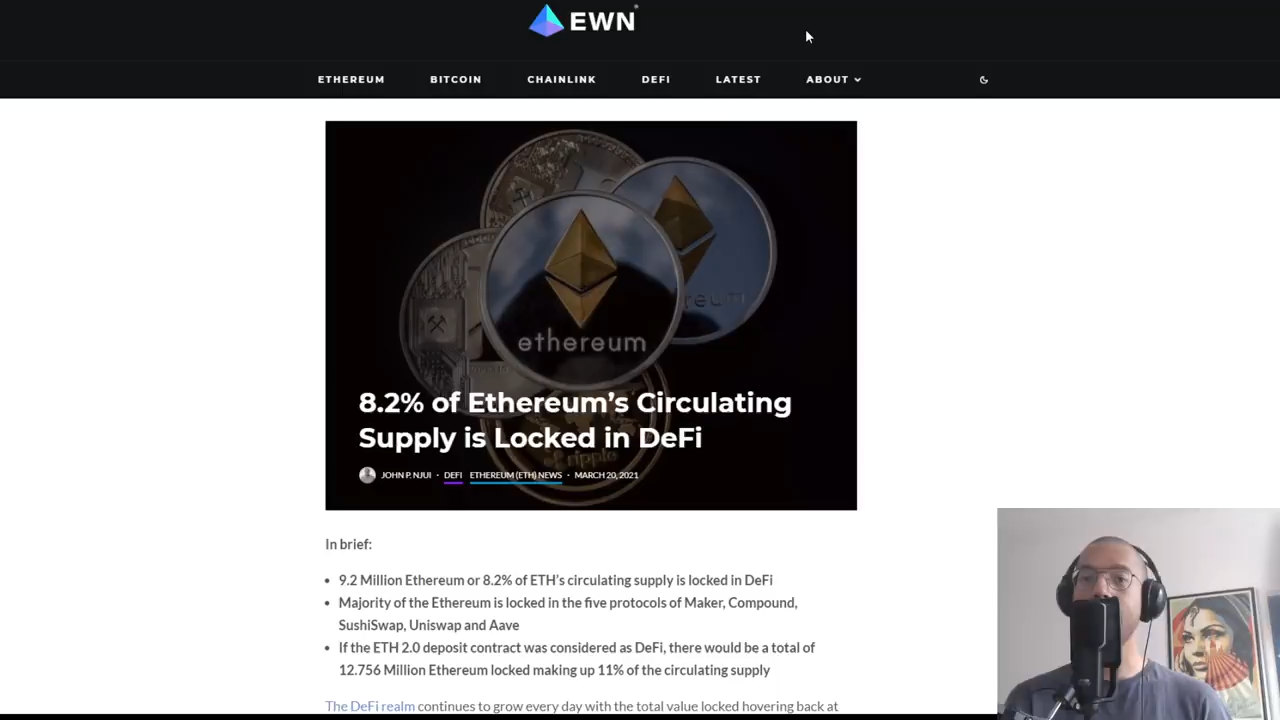 EWN
ETHEREUM BITCOIN CHAINLINK DEFI LATEST ABOUT
ethereum
reum
ripple
8.2% of Ethereum’s Circulating
Supply is Locked in DeFi
JOHN P. NJUI · DEFI ETHEREUM (ETH) NEWS · MARCH 20, 2021
In brief:
• 9.2 Million Ethereum or 8.2% of ETH’s circulating supply is locked in DeFi
• Majority of the Ethereum is locked in the five protocols of Maker, Compound,
SushiSwap, Uniswap and Aave
• If the ETH 2.0 deposit contract was considered as DeFi, there would be a total of
12.756 Million Ethereum locked making up 11% of the circulating supply
The DeFi realm continues to grow every day with the total value locked hovering back at